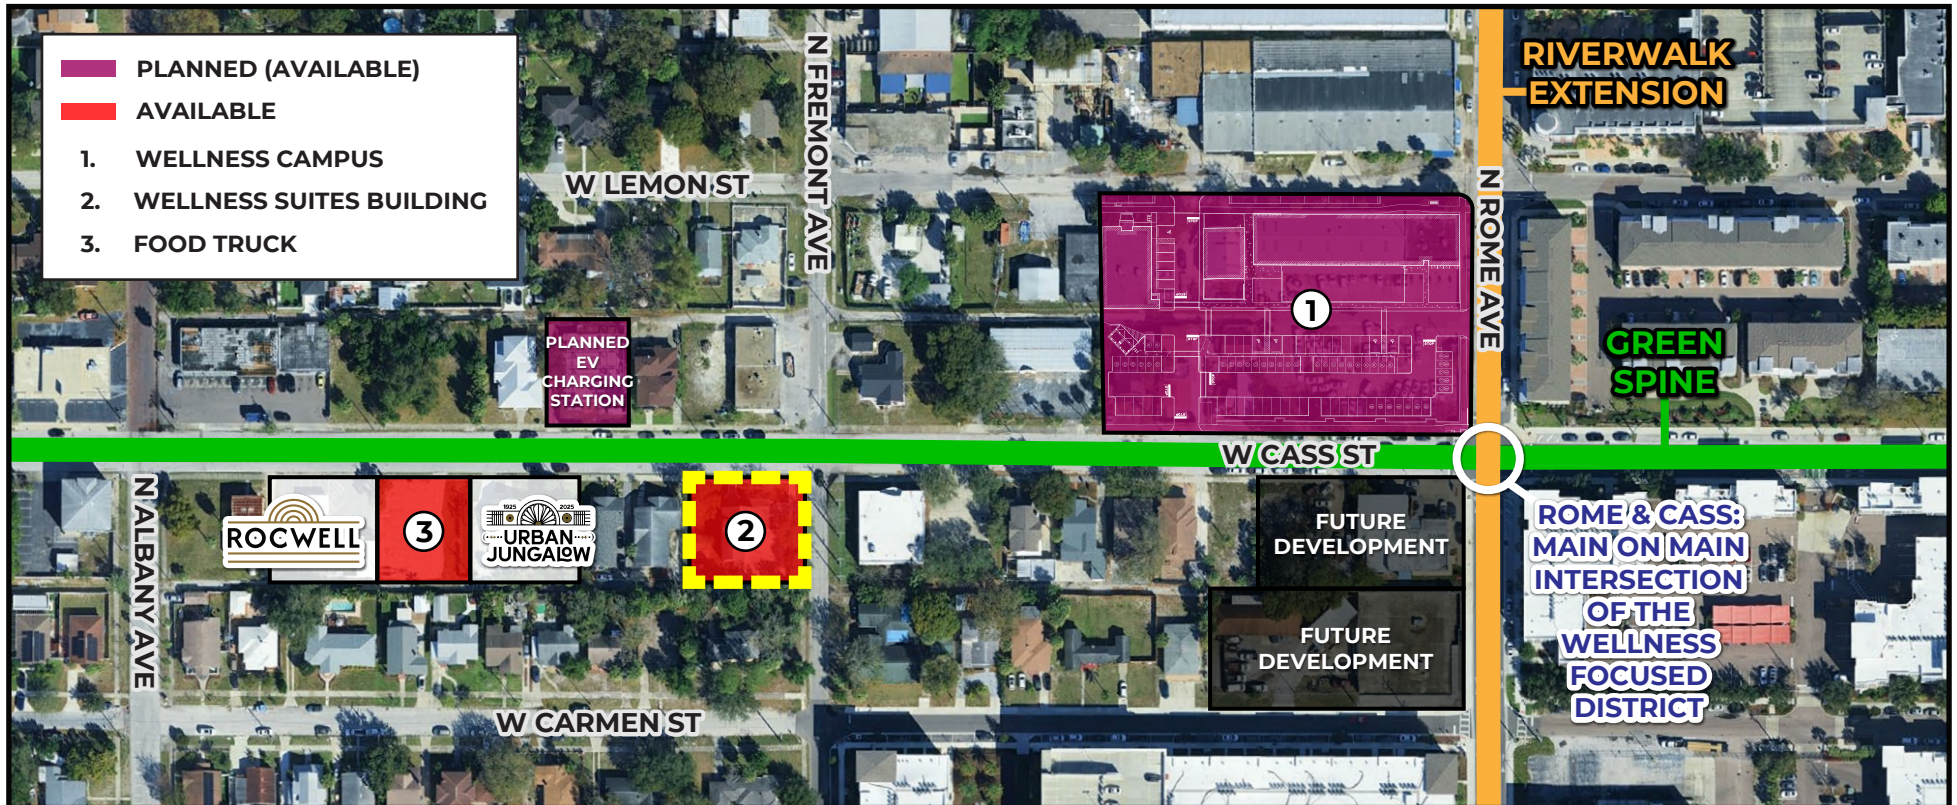 PLANNED (AVAILABLE)
AVAILABLE
1. WELLNESS CAMPUS
2. WELLNESS SUITES BUILDING
3. FOOD TRUCK
N FREMONT AVE
W LEMON ST
RIVERWALK
EXTENSION
N ROME AVE
1
GREEN
SPINE
PLANNED
EV
CHARGING
STATION
W CASS ST
N ALBANY AVE
ROCWELL
3
1925 2025
URBAN
JUNGALOW
2
FUTURE
DEVELOPMENT
FUTURE
DEVELOPMENT
ROME & CASS:
MAIN ON MAIN
INTERSECTION
OF THE
WELLNESS
FOCUSED
DISTRICT
W CARMEN ST